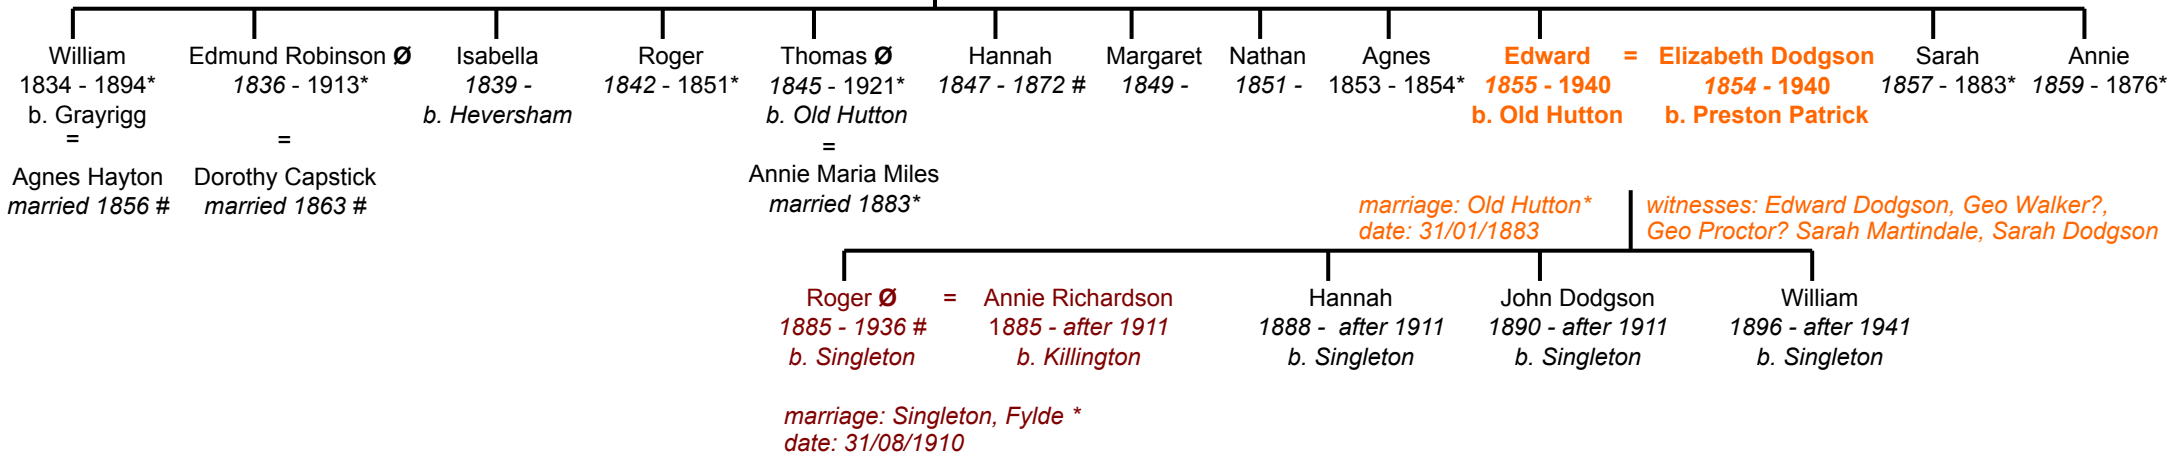 William
1834 - 1894*
b. Grayrigg
=
Agnes Hayton
married 1856 #
Edmund Robinson Ø
1836 - 1913*
=
Dorothy Capstick
married 1863 #
Isabella
1839 -
b. Heversham
Roger
1842 - 1851*
Thomas Ø
1845 - 1921*
b. Old Hutton
=
Annie Maria Miles
married 1883*
Hannah
1847 - 1872 #
Margaret
1849 -
Nathan
1851 -
Agnes
1853 - 1854*
Edward
1855 - 1940
b. Old Hutton
=
Elizabeth Dodgson
1854 - 1940
b. Preston Patrick
Sarah
1857 - 1883*
Annie
1859 - 1876*
marriage: Old Hutton*
date: 31/01/1883
witnesses: Edward Dodgson, Geo Walker?,
Geo Proctor? Sarah Martindale, Sarah Dodgson
Roger Ø
1885 - 1936 #
b. Singleton
=
Annie Richardson
1885 - after 1911
b. Killington
Hannah
1888 - after 1911
b. Singleton
John Dodgson
1890 - after 1911
b. Singleton
William
1896 - after 1941
b. Singleton
marriage: Singleton, Fylde *
date: 31/08/1910